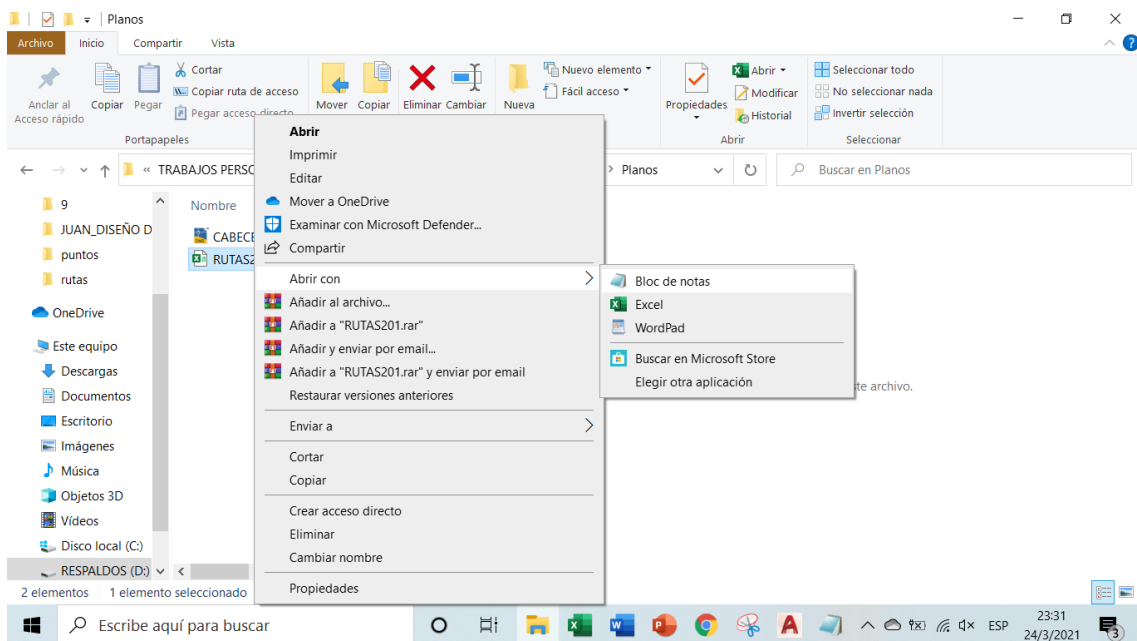 Planos
Archivo Inicio Compartir Vista
Anclar al Acceso rápido
Copiar
Pegar
Cortar
Copiar ruta de acceso
Pegar acceso directo
Portapapeles
Mover
Copiar
Eliminar
Cambiar
Nueva
Nuevo elemento
Fácil acceso
Propiedades
Abrir
Modificar
Historial
Abrir
Seleccionar todo
No seleccionar nada
Invertir selección
Seleccionar
« TRABAJOS PERSO
> Planos
Buscar en Planos
9
JUAN_DISEÑO D
puntos
rutas
OneDrive
Este equipo
Descargas
Documentos
Escritorio
Imágenes
Música
Objetos 3D
Vídeos
Disco local (C:)
RESPALDOS (D:)
Nombre
CABECE
RUTAS2
Abrir
Imprimir
Editar
Mover a OneDrive
Examinar con Microsoft Defender...
Compartir
Abrir con
Añadir al archivo...
Añadir a "RUTAS201.rar"
Añadir y enviar por email...
Añadir a "RUTAS201.rar" y enviar por email
Restaurar versiones anteriores
Enviar a
Cortar
Copiar
Crear acceso directo
Eliminar
Cambiar nombre
Propiedades
Bloc de notas
Excel
WordPad
Buscar en Microsoft Store
Elegir otra aplicación
te archivo.
2 elementos 1 elemento seleccionado
Escribe aquí para buscar
ESP
23:31
24/3/2021
3